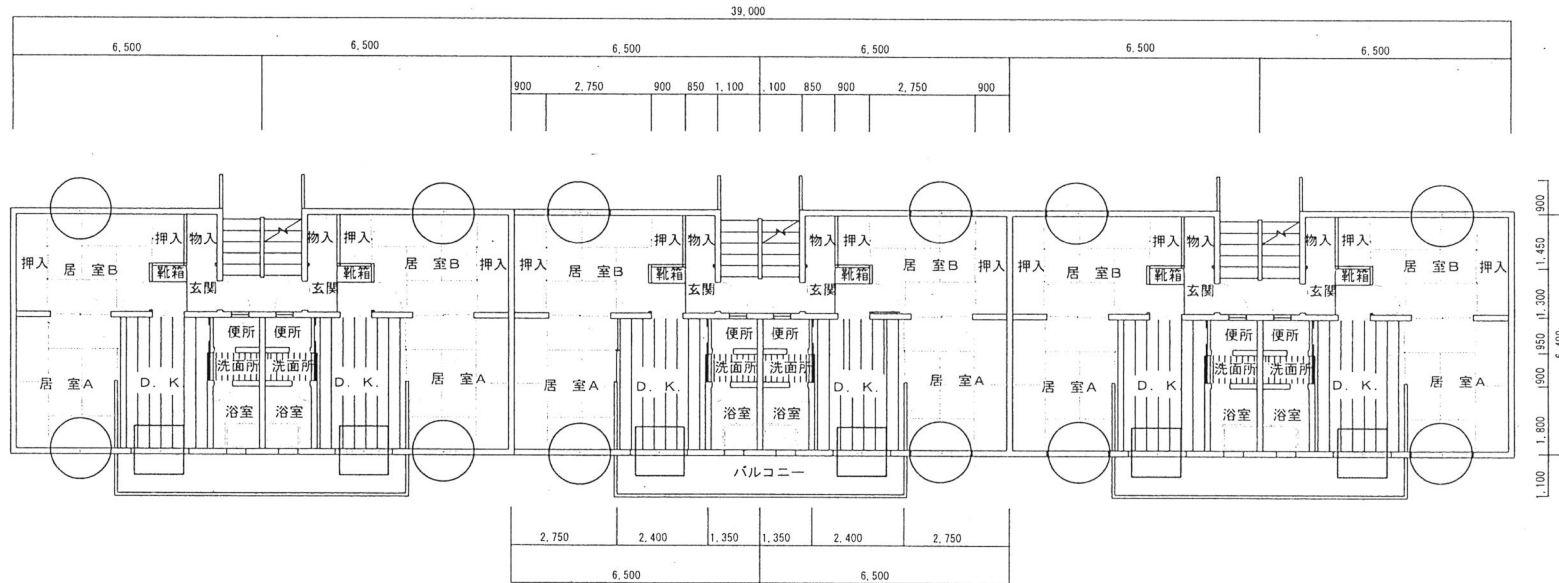 39,000
6,500 6,500 6,500 6,500 6,500 6,500
900 2,750 900 850 1,100 1,100 850 900 2,750 900
押入 物入 物入 押入 押入 物入 物入 押入 押入 物入 物入 押入
押入 居室B 靴箱 靴箱 居室B 押入 押入 居室B 靴箱 靴箱 居室B 押入 押入 居室B 靴箱 靴箱 居室B 押入
玄関 玄関 玄関 玄関 玄関 玄関
便所 便所 便所 便所 便所 便所
洗面所 洗面所 洗面所 洗面所 洗面所 洗面所
居室A D.K. D.K. 居室A 居室A D.K. D.K. 居室A 居室A D.K. D.K. 居室A
浴室 浴室 浴室 浴室 浴室 浴室
バルコニー
2,750 2,400 1,350 1,350 2,400 2,750
6,500 6,500
900
1,450
1,300
950
900
1,800
1,100